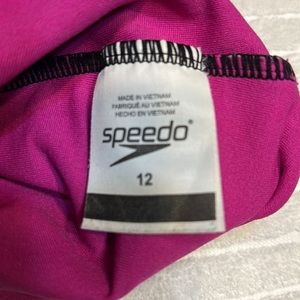 MADE IN VIETNAM
FABRIQUÉ AU VIETNAM
HECHO EN VIETNAM
speedo®
12